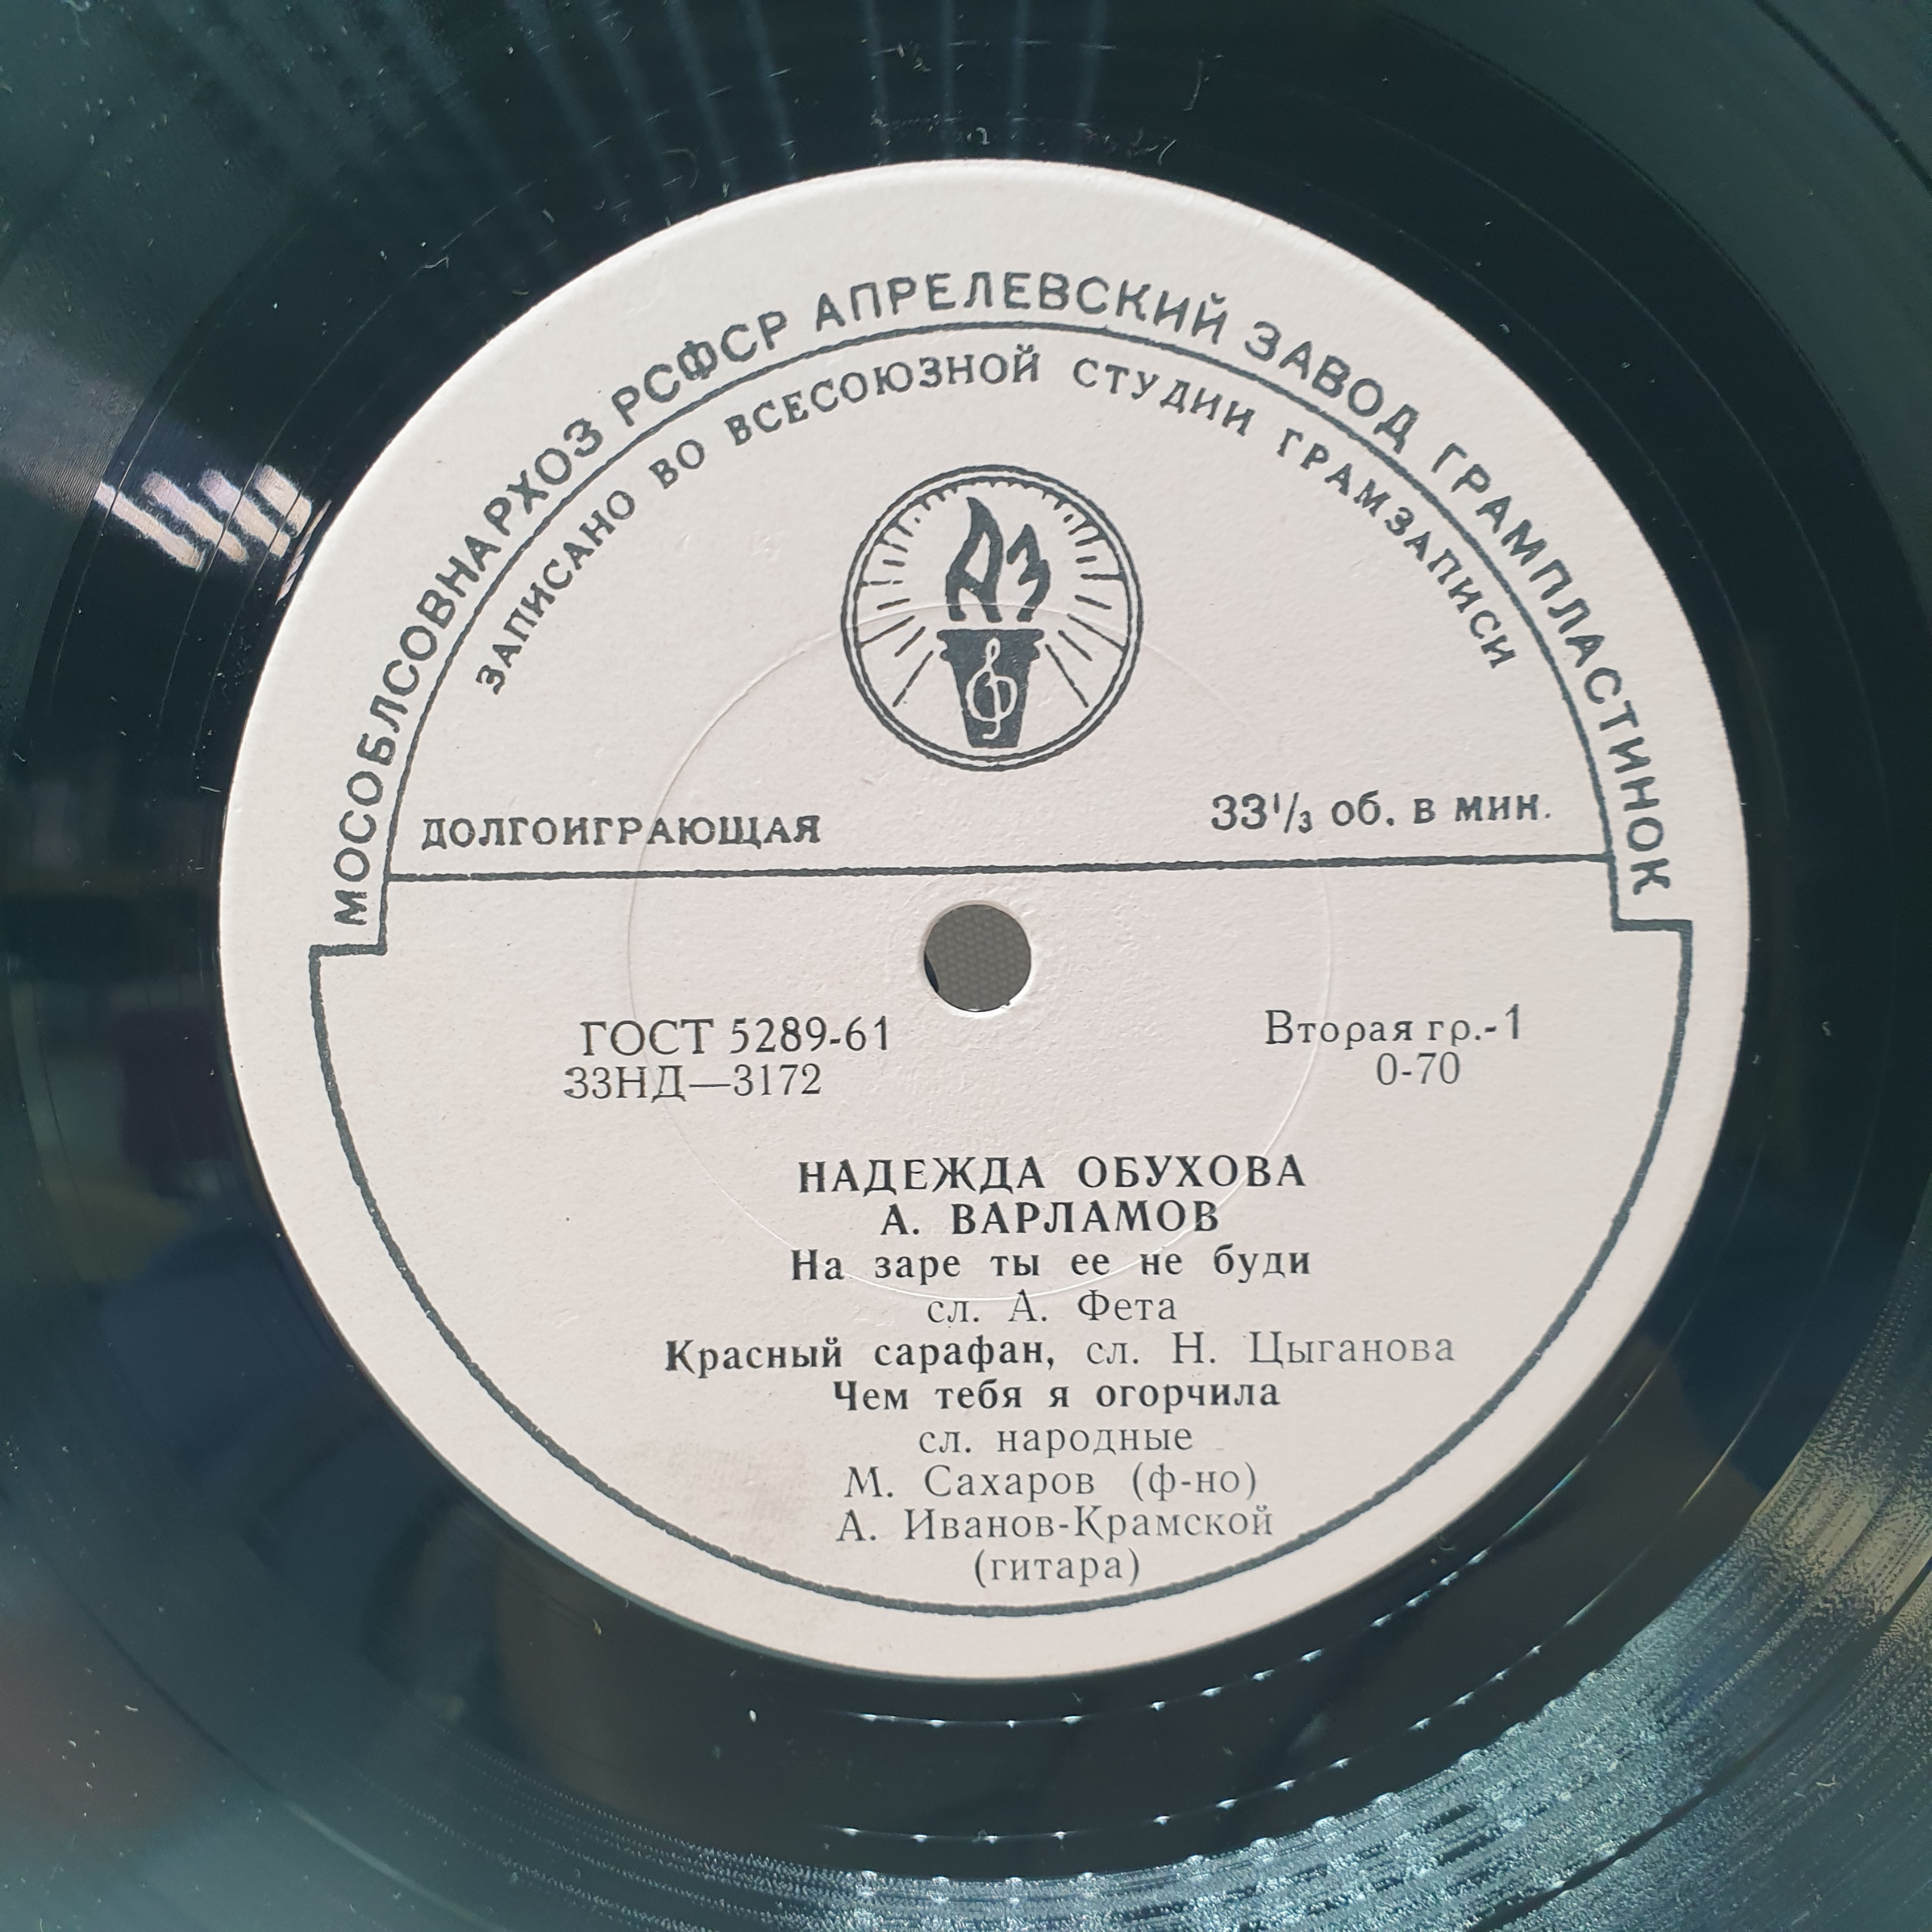 МОСОБЛСОВНАРХОЗ РСФСР АПРЕЛЕВСКИЙ ЗАВОД ГРАМПЛАСТИНОК
ЗАПИСАНО ВО ВСЕСОЮЗНОЙ СТУДИИ ГРАМЗАПИСИ
АЗ
ДОЛГОИГРАЮЩАЯ 33⅓ об. в мин.
ГОСТ 5289-61 Вторая гр.-1
33НД—3172 0-70
НАДЕЖДА ОБУХОВА
А. ВАРЛАМОВ
На заре ты ее не буди
сл. А. Фета
Красный сарафан, сл. Н. Цыганова
Чем тебя я огорчила
сл. народные
М. Сахаров (ф-но)
А. Иванов-Крамской
(гитара)